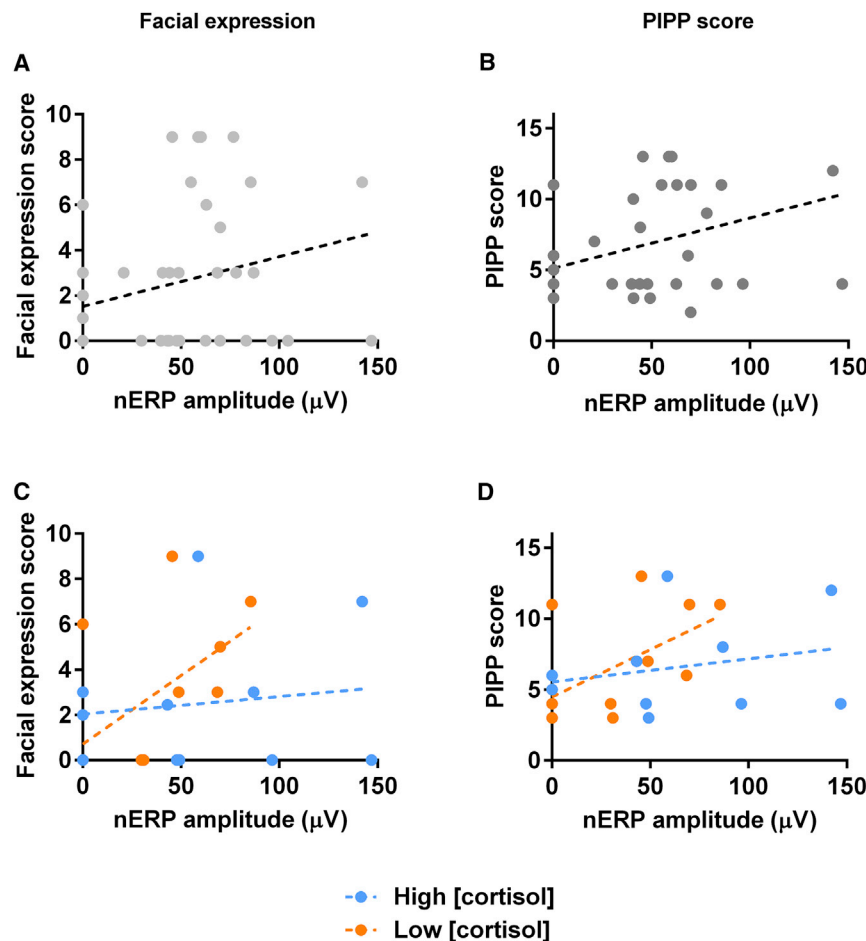 Facial expression
PIPP score
A
B
Facial expression score
10
8
6
4
2
0
0
50
100
150
nERP amplitude (μV)
PIPP score
15
10
5
0
0
50
100
150
nERP amplitude (μV)
C
D
Facial expression score
10
8
6
4
2
0
0
50
100
150
nERP amplitude (μV)
PIPP score
15
10
5
0
0
50
100
150
nERP amplitude (μV)
High [cortisol]
Low [cortisol]